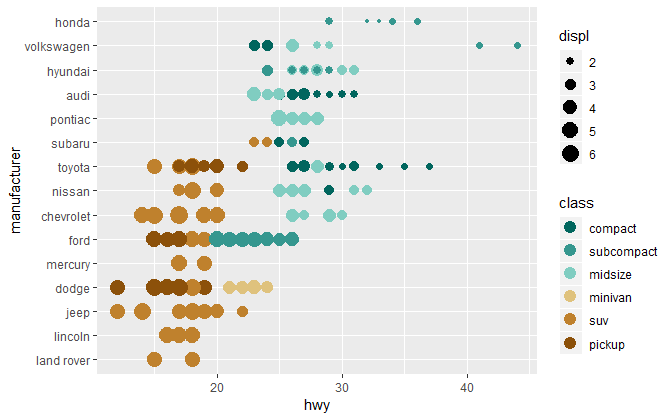 manufacturer
honda
volkswagen
hyundai
audi
pontiac
subaru
toyota
nissan
chevrolet
ford
mercury
dodge
jeep
lincoln
land rover
20 30 40
hwy
displ
2
3
4
5
6
class
compact
subcompact
midsize
minivan
suv
pickup